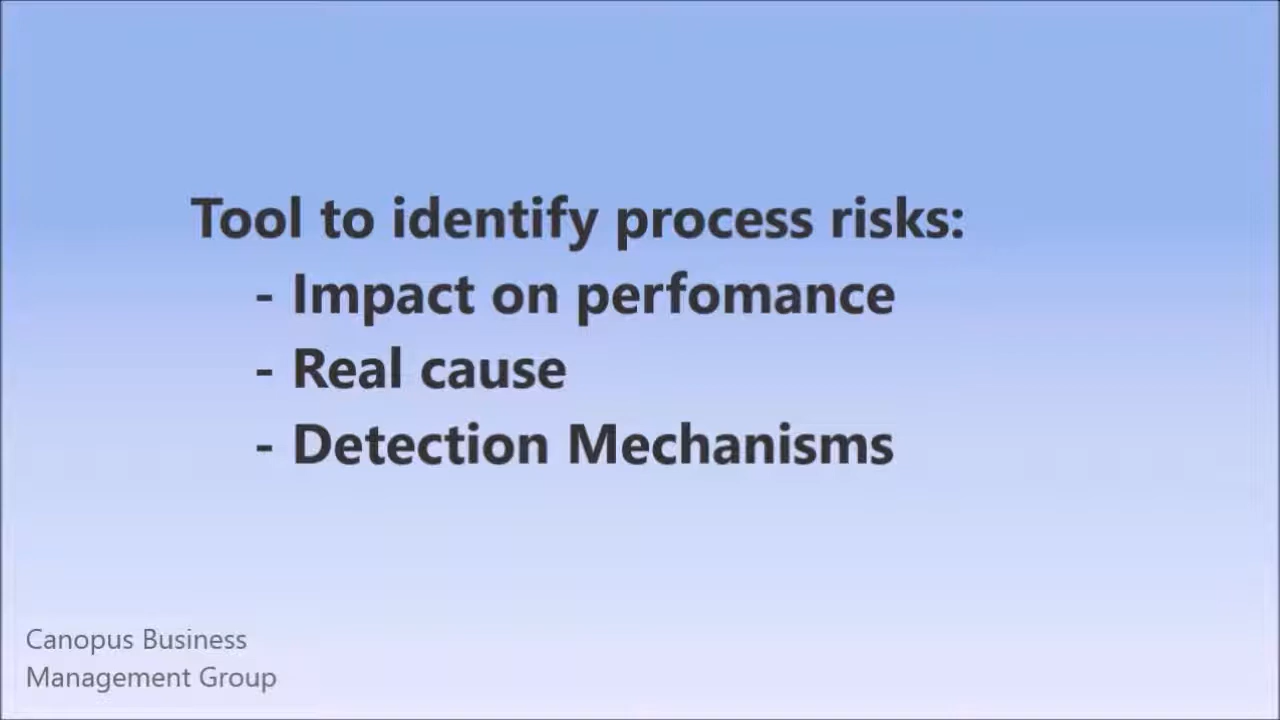 Tool to identify process risks:
- Impact on perfomance
- Real cause
- Detection Mechanisms
Canopus Business
Management Group